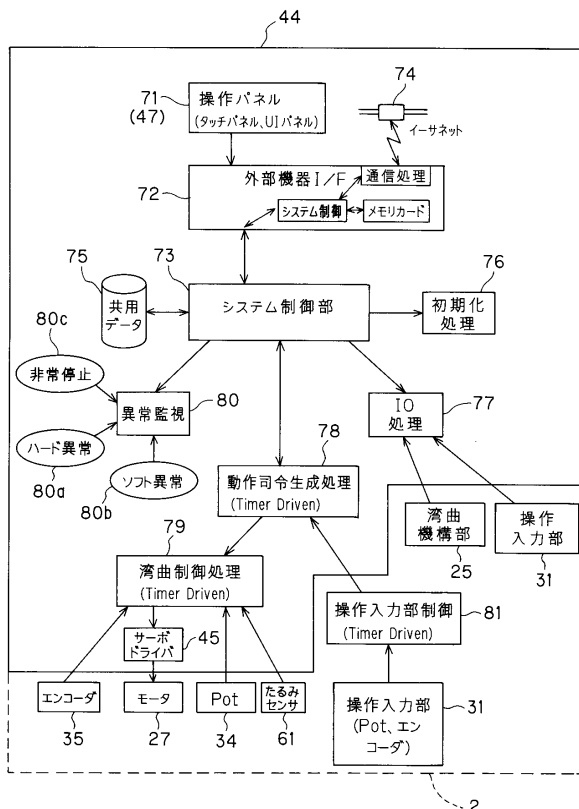 44
71
(47)
操作パネル
(タッチパネル、UIパネル)
74
イーサネット
72
外部機器I/F
通信処理
システム制御
メモリカード
75
共用
データ
73
システム制御部
76
初期化
処理
80c
非常停止
異常監視
80
ハード異常
80a
ソフト異常
80b
IO
処理
77
78
動作司令生成処理
(Timer Driven)
湾曲
機構部
25
操作
入力部
31
79
湾曲制御処理
(Timer Driven)
サーボ
ドライバ
45
操作入力部制御
(Timer Driven)
81
エンコーダ
35
モータ
27
Pot
34
たるみ
センサ
61
操作入力部
(Pot、エン
コーダ)
31
2